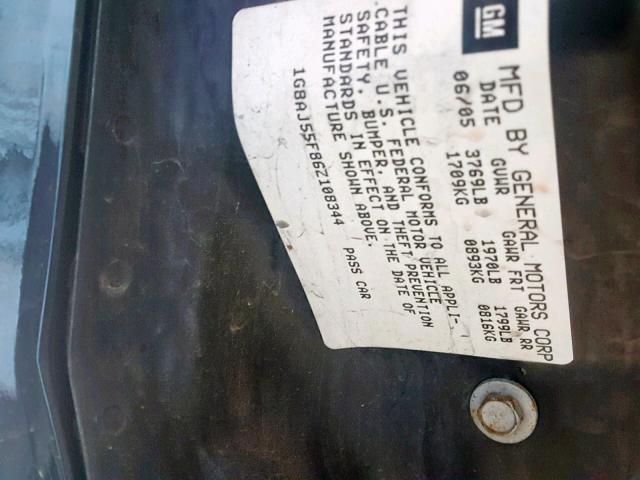 GM
MFD BY GENERAL MOTORS CORP
DATE GVWR GAWR FRT GAWR RR
06/05 3769LB 1970LB 1799LB
1709KG 0893KG 0816KG
THIS VEHICLE CONFORMS TO ALL APPLI-
CABLE U.S. FEDERAL MOTOR VEHICLE
SAFETY, BUMPER, AND THEFT PREVENTION
STANDARDS IN EFFECT ON THE DATE OF
MANUFACTURE SHOWN ABOVE.
1G8AJ55F86Z108344 PASS CAR